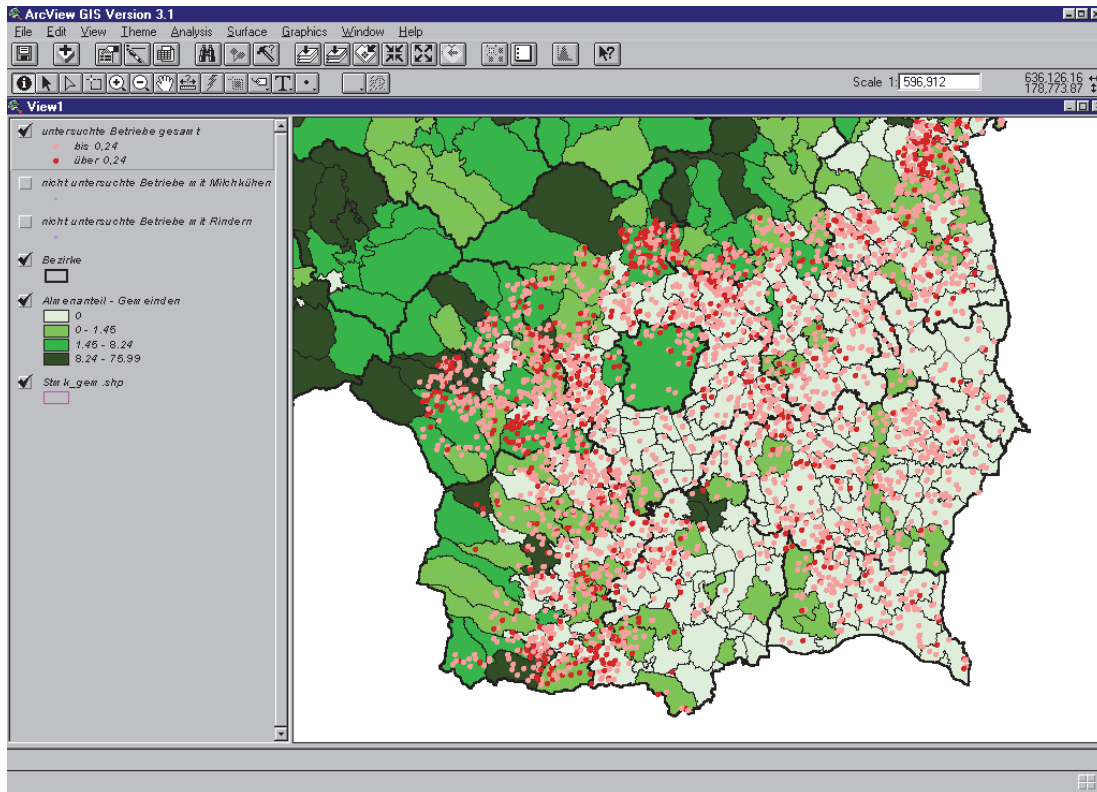 ArcView GIS Version 3.1
File Edit View Theme Analysis Surface Graphics Window Help
Scale 1: 596,912
636,126.16
178,773.87
View1
untersuchte Betriebe gesamt
bis 0,24
über 0,24
nicht untersuchte Betriebe mit Milchkühen
nicht untersuchte Betriebe mit Rindern
Bezirke
Almenanteil - Gemeinden
0
0 - 1.45
1.45 - 8.24
8.24 - 75.99
Stmk_gem.shp